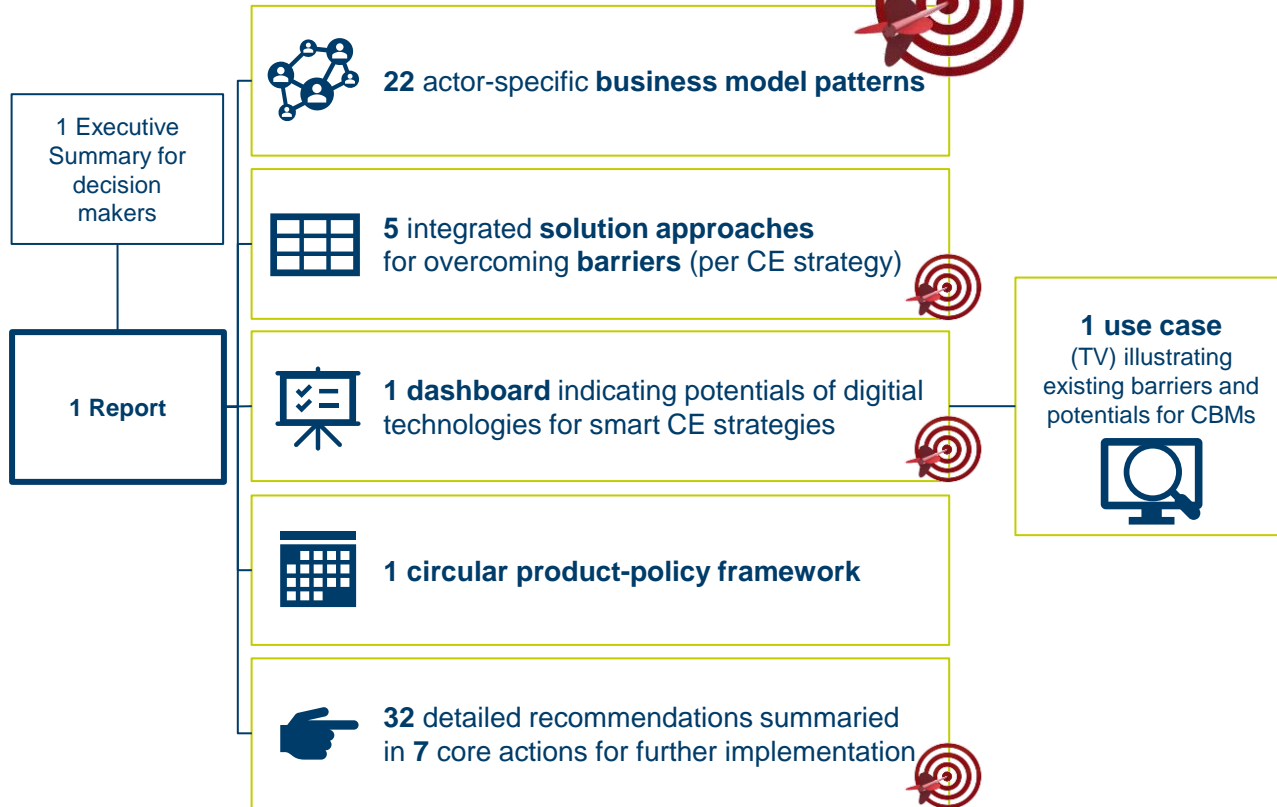 1 Executive
Summary for
decision
makers
1 Report
22 actor-specific business model patterns
5 integrated solution approaches
for overcoming barriers (per CE strategy)
1 dashboard indicating potentials of digitial
technologies for smart CE strategies
1 circular product-policy framework
32 detailed recommendations summaried
in 7 core actions for further implementation
1 use case
(TV) illustrating
existing barriers and
potentials for CBMs